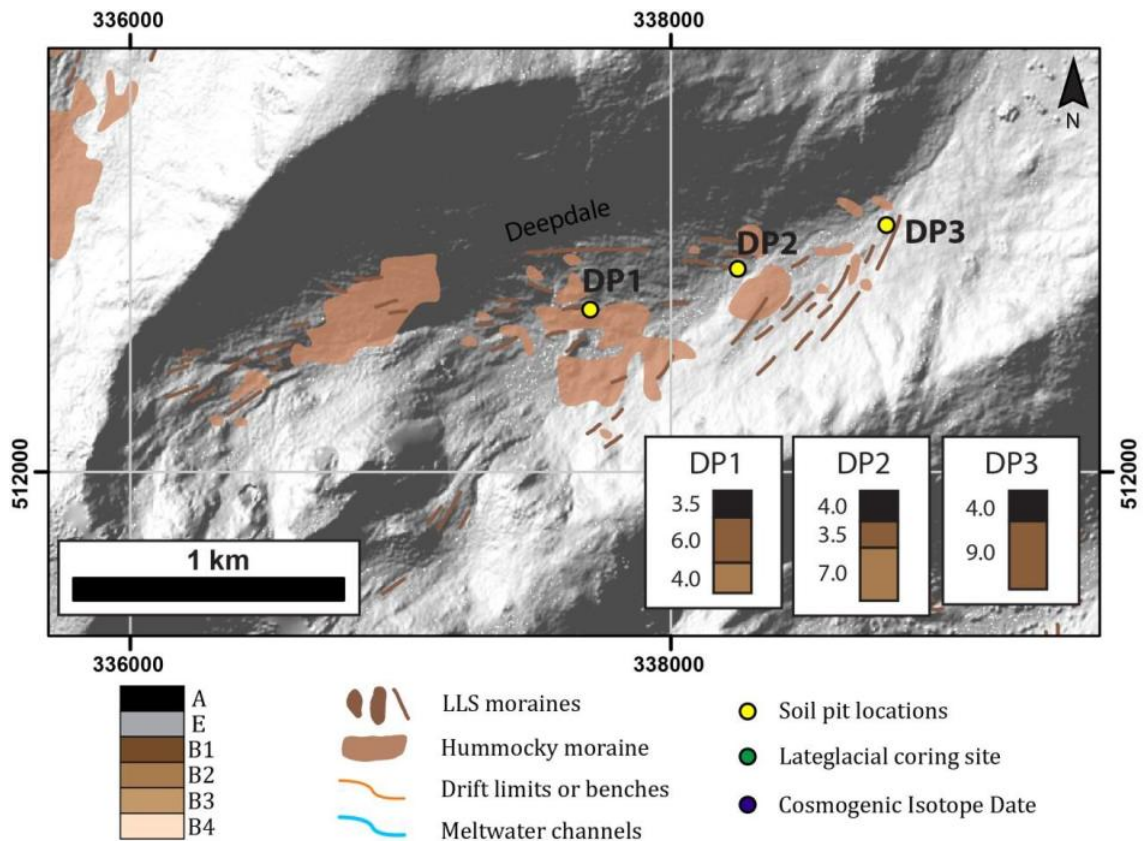 336000
338000
N
Deepdale
DP1
DP2
DP3
512000
512000
DP1
3.5
6.0
4.0
DP2
4.0
3.5
7.0
DP3
4.0
9.0
1 km
336000
338000
A
E
B1
B2
B3
B4
LLS moraines
Hummocky moraine
Drift limits or benches
Meltwater channels
Soil pit locations
Lateglacial coring site
Cosmogenic Isotope Date